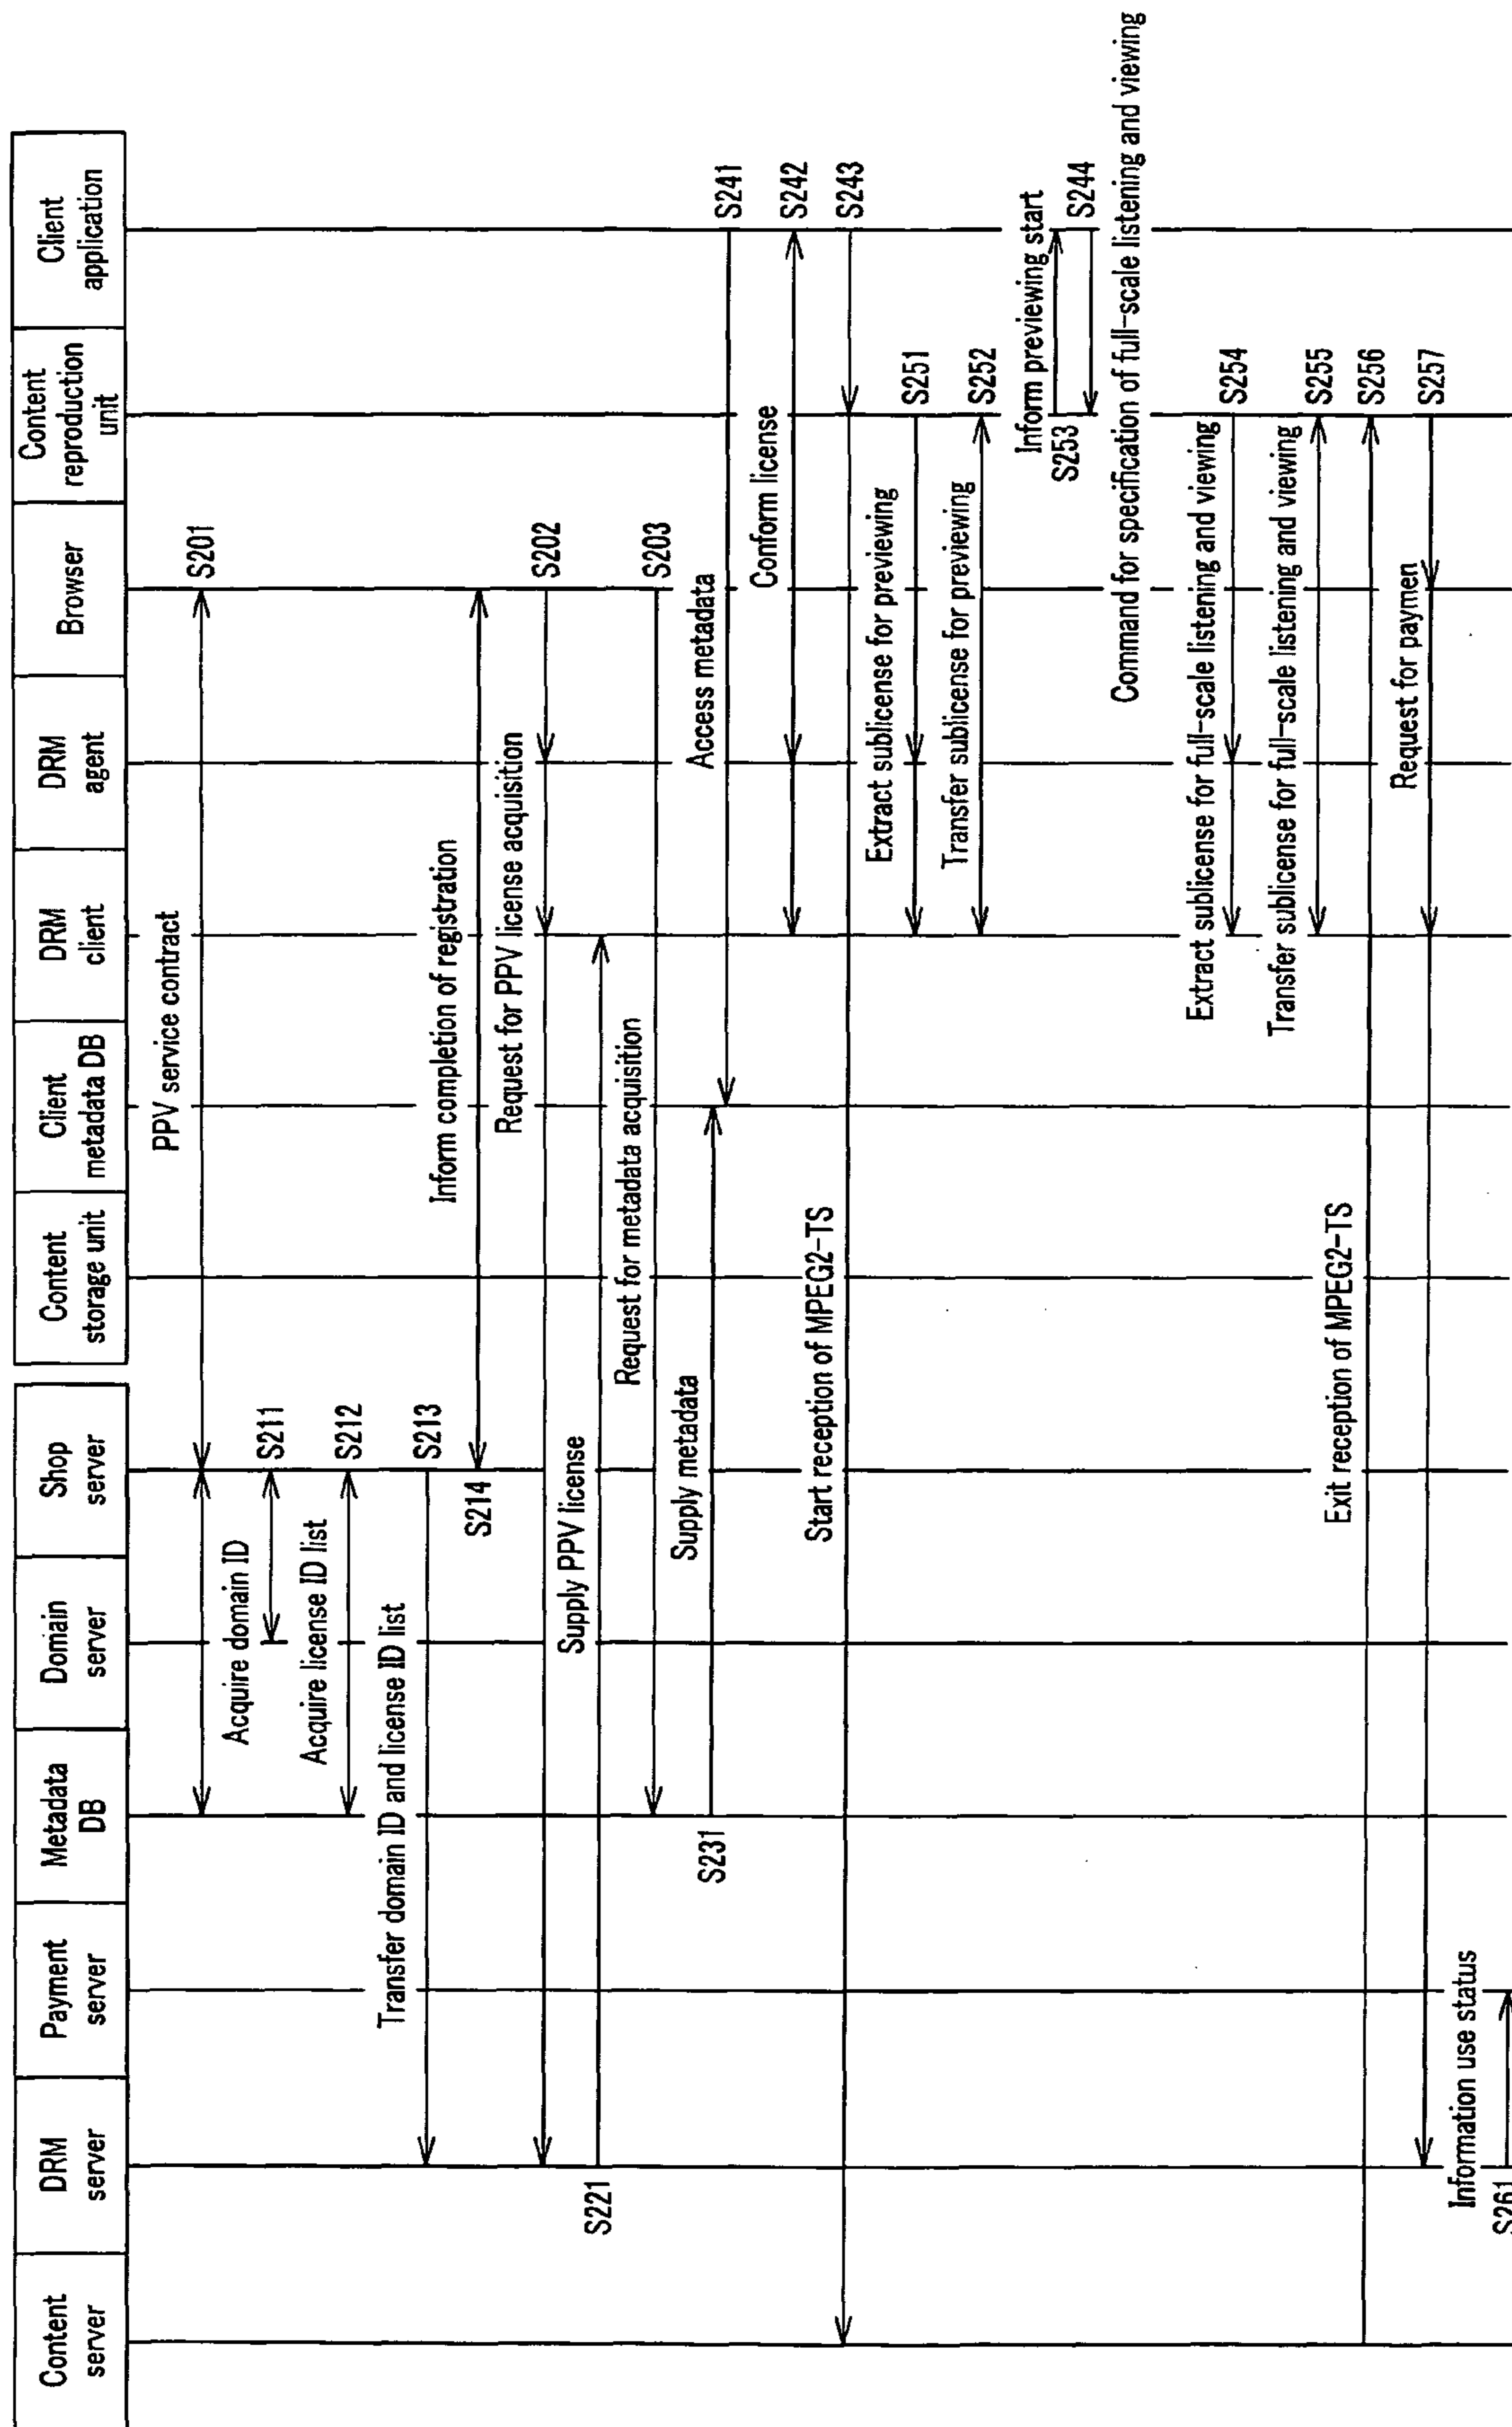 Content
server
DRM
server
Payment
server
Metadata
DB
Domain
server
Shop
server
Content
storage unit
Client
metadata DB
DRM
client
DRM
agent
Browser
Content
reproduction
unit
Client
application
PPV service contract
S201
Acquire domain ID
S211
Acquire license ID list
S212
Transfer domain ID and license ID list
S213
Inform completion of registration
S214
Request for PPV license acquisition
S202
Supply PPV license
S221
Request for metadata acquisition
S203
Supply metadata
S231
Access metadata
S241
Conform license
S242
Start reception of MPEG2-TS
S243
Extract sublicense for previewing
S251
Transfer sublicense for previewing
S252
Inform previewing start
S253
S244
Command for specification of full-scale listening and viewing
Extract sublicense for full-scale listening and viewing
S254
Transfer sublicense for full-scale listening and viewing
S255
Exit reception of MPEG2-TS
S256
Request for paymen
S257
Information use status
S261